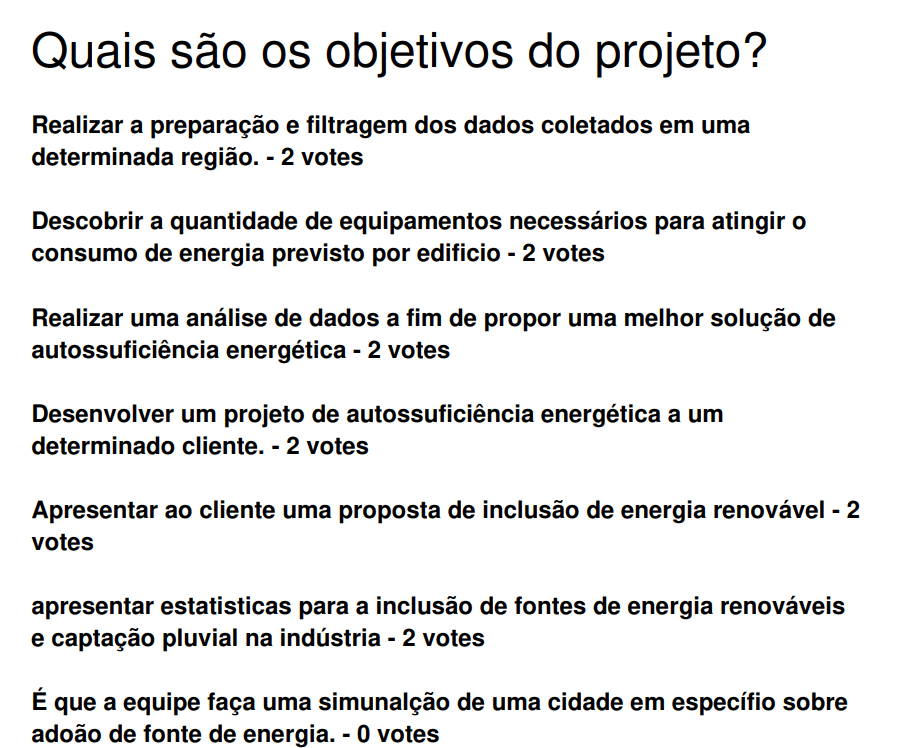 Quais são os objetivos do projeto?
Realizar a preparação e filtragem dos dados coletados em uma
determinada região. - 2 votes
Descobrir a quantidade de equipamentos necessários para atingir o
consumo de energia previsto por edificio - 2 votes
Realizar uma análise de dados a fim de propor uma melhor solução de
autossuficiência energética - 2 votes
Desenvolver um projeto de autossuficiência energética a um
determinado cliente. - 2 votes
Apresentar ao cliente uma proposta de inclusão de energia renovável - 2
votes
apresentar estatisticas para a inclusão de fontes de energia renováveis
e captação pluvial na indústria - 2 votes
É que a equipe faça uma simunalção de uma cidade em específio sobre
adoão de fonte de energia. - 0 votes